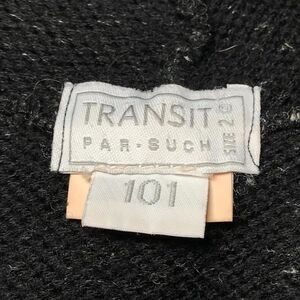 TRANSIT
PAR-SUCH
SIZE 2
101